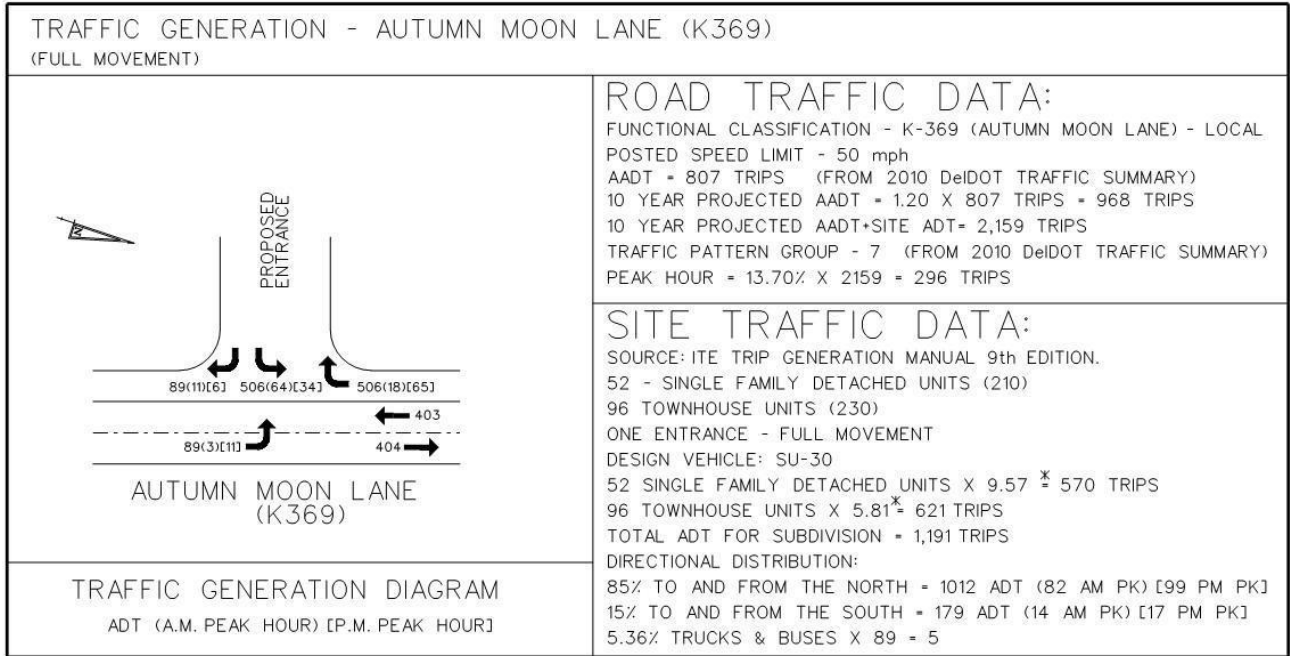 TRAFFIC GENERATION - AUTUMN MOON LANE (K369)
(FULL MOVEMENT)
N
PROPOSED
ENTRANCE
89(11)[6] 506(64)[34] 506(18)[65]
403
89(3)[11] 404
AUTUMN MOON LANE
(K369)
TRAFFIC GENERATION DIAGRAM
ADT (A.M. PEAK HOUR) [P.M. PEAK HOUR]
ROAD TRAFFIC DATA:
FUNCTIONAL CLASSIFICATION - K-369 (AUTUMN MOON LANE) - LOCAL
POSTED SPEED LIMIT - 50 mph
AADT = 807 TRIPS (FROM 2010 DelDOT TRAFFIC SUMMARY)
10 YEAR PROJECTED AADT = 1.20 X 807 TRIPS = 968 TRIPS
10 YEAR PROJECTED AADT+SITE ADT= 2,159 TRIPS
TRAFFIC PATTERN GROUP - 7 (FROM 2010 DelDOT TRAFFIC SUMMARY)
PEAK HOUR = 13.70% X 2159 = 296 TRIPS
SITE TRAFFIC DATA:
SOURCE: ITE TRIP GENERATION MANUAL 9th EDITION.
52 - SINGLE FAMILY DETACHED UNITS (210)
96 TOWNHOUSE UNITS (230)
ONE ENTRANCE - FULL MOVEMENT
DESIGN VEHICLE: SU-30
52 SINGLE FAMILY DETACHED UNITS X 9.57 *= 570 TRIPS
96 TOWNHOUSE UNITS X 5.81*= 621 TRIPS
TOTAL ADT FOR SUBDIVISION = 1,191 TRIPS
DIRECTIONAL DISTRIBUTION:
85% TO AND FROM THE NORTH = 1012 ADT (82 AM PK) [99 PM PK]
15% TO AND FROM THE SOUTH = 179 ADT (14 AM PK) [17 PM PK]
5.36% TRUCKS & BUSES X 89 = 5